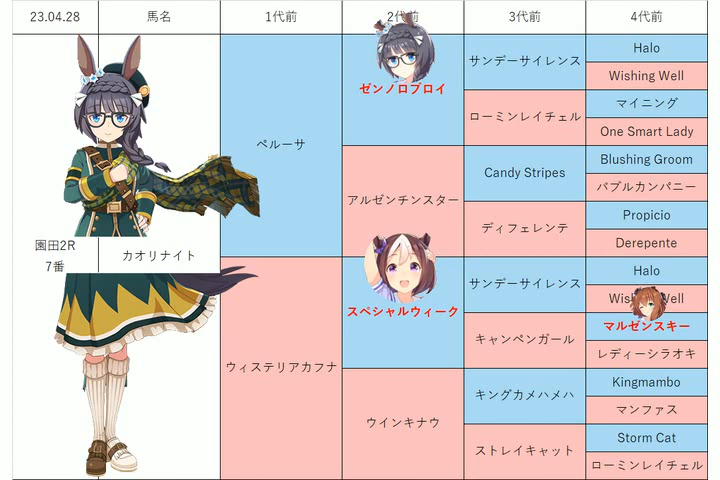 23.04.28 馬名 1代前 2代前 3代前 4代前
園田2R
7番
カオリナイト
ペルーサ
ウィステリアカフナ
ゼンノロブロイ
アルゼンチンスター
スペシャルウィーク
ウインキナウ
サンデーサイレンス
ローミンレイチェル
Candy Stripes
ディフェレンテ
サンデーサイレンス
キャンペンガール
キングカメハメハ
ストレイキャット
Halo
Wishing Well
マイニング
One Smart Lady
Blushing Groom
バブルカンパニー
Propicio
Derepente
Halo
Well
マルゼンスキー
レディーシラオキ
Kingmambo
マンファス
Storm Cat
ローミンレイチェル